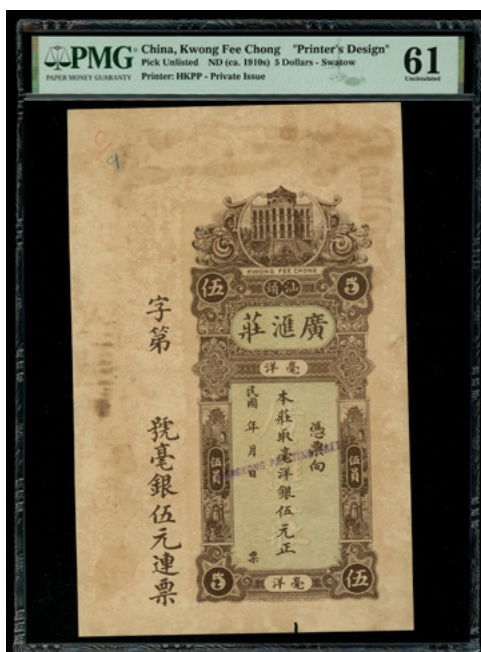 PMG
PAPER MONEY GUARANTY
China, Kwong Fee Chong "Printer's Design"
Pick Unlisted ND (ca. 1910s) 5 Dollars - Swatow
Printer: HKPP - Private Issue
61
Uncirculated
KWONG FEE CHONG
伍 汕頭 5
廣滙莊
毫洋
憑票向
本莊取毫洋銀伍元正
民國 年 月 日 票
伍員
伍員
5 毫洋 伍
字第 號毫銀伍元連票